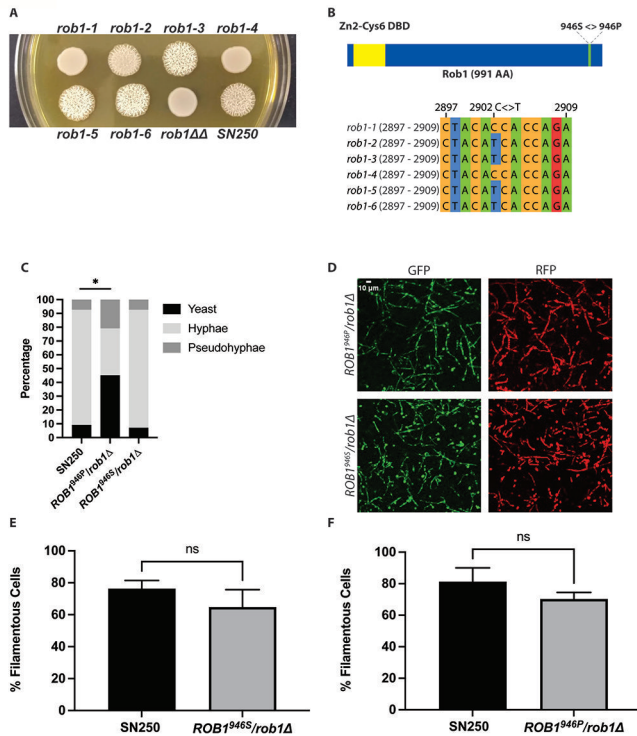 A
rob1-1 rob1-2 rob1-3 rob1-4
rob1-5 rob1-6 rob1ΔΔ SN250
B
Zn2-Cys6 DBD
946S <> 946P
Rob1 (991 AA)
C<>T
2897 2902 2909
rob1-1 (2897 - 2909) C T A C A C C A C C A G A
rob1-2 (2897 - 2909) C T A C A T C A C C A G A
rob1-3 (2897 - 2909) C T A C A T C A C C A G A
rob1-4 (2897 - 2909) C T A C A C C A C C A G A
rob1-5 (2897 - 2909) C T A C A T C A C C A G A
rob1-6 (2897 - 2909) C T A C A T C A C C A G A
C
*
Percentage
100
90
80
70
60
50
40
30
20
10
0
Yeast
Hyphae
Pseudohyphae
SN250
ROB1946P/rob1Δ
ROB1946S/rob1Δ
D
GFP RFP
10 µm
ROB1946P/rob1Δ
ROB1946S/rob1Δ
E
ns
% Filamentous Cells
100
80
60
40
20
0
SN250 ROB1946S/rob1Δ
F
ns
% Filamentous Cells
100
80
60
40
20
0
SN250 ROB1946P/rob1Δ